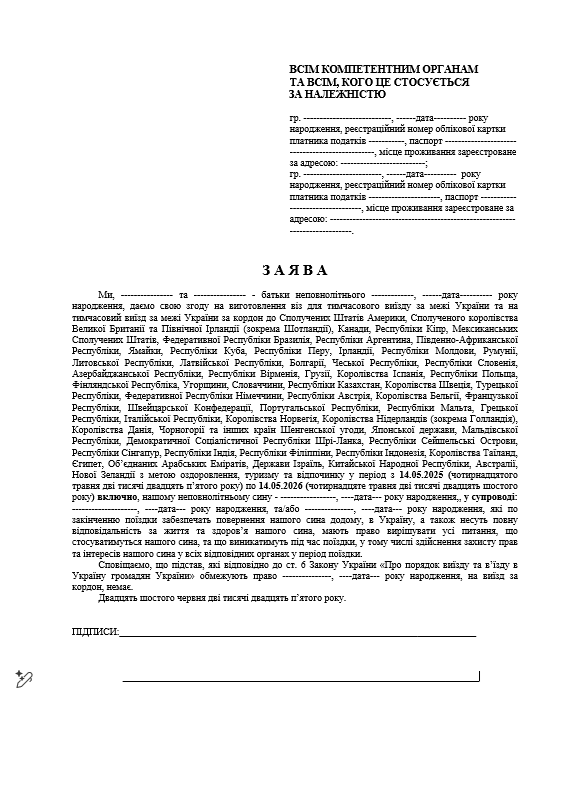 ВСІМ КОМПЕТЕНТНИМ ОРГАНАМ
ТА ВСІМ, КОГО ЦЕ СТОСУЄТЬСЯ
ЗА НАЛЕЖНІСТЮ
гр. ---------------------------, ------дата---------- року
народження, реєстраційний номер облікової картки
платника податків -----------, паспорт ----------------------
--------------------------, місце проживання зареєстроване
за адресою: --------------------------;
гр. ------------------------, ------дата---------- року
народження, реєстраційний номер облікової картки
платника податків ----------------------, паспорт -----------
----------------------, місце проживання зареєстроване за
адресою: ---------------------------------------------------------
-------------------.
З А Я В А
Ми, ---------------- та ---------------- - батьки неповнолітнього -------------, ------дата---------- року
народження, даємо свою згоду на виготовлення віз для тимчасового виїзду за межі України та на
тимчасовий виїзд за межі України за кордон до Сполучених Штатів Америки, Сполученого королівства
Великої Британії та Північної Ірландії (зокрема Шотландії), Канади, Республіки Кіпр, Мексиканських
Сполучених Штатів, Федеративної Республіки Бразилія, Республіки Аргентина, Південно-Африканської
Республіки, Ямайки, Республіки Куба, Республіки Перу, Ірландії, Республіки Молдови, Румунії,
Литовської Республіки, Латвійської Республіки, Болгарії, Чеської Республіки, Республіки Словенія,
Азербайджанської Республіки, Республіки Вірменія, Грузії, Королівства Іспанія, Республіки Польща,
Фінляндської Республіка, Угорщини, Словаччини, Республіки Казахстан, Королівства Швеція, Турецької
Республіки, Федеративної Республіки Німеччини, Республіки Австрія, Королівства Бельгії, Французької
Республіки, Швейцарської Конфедерації, Португальської Республіки, Республіки Мальта, Грецької
Республіки, Італійської Республіки, Королівства Норвегія, Королівства Нідерландів (зокрема Голландія),
Королівства Данія, Чорногорії та інших країн Шенгенської угоди, Японської держави, Мальдівської
Республіки, Демократичної Соціалістичної Республіки Шрі-Ланка, Республіки Сейшельські Острови,
Республіки Сінгапур, Республіки Індія, Республіки Філіппіни, Республіки Індонезія, Королівства Таїланд,
Єгипет, Об’єднаних Арабських Еміратів, Держави Ізраїль, Китайської Народної Республіки, Австралії,
Нової Зеландії з метою оздоровлення, туризму та відпочинку у період з 14.05.2025 (чотирнадцятого
травня дві тисячі двадцять п’ятого року) по 14.05.2026 (чотирнадцяте травня дві тисячі двадцять шостого
року) включно, нашому неповнолітньому сину - -----------------, ----дата--- року народження,, у супроводі:
--------------------, ----дата--- року народження, та/або ---------------, ----дата--- року народження, які по
закінченню поїздки забезпечать повернення нашого сина додому, в Україну, а також несуть повну
відповідальність за життя та здоров’я нашого сина, мають право вирішувати усі питання, що
стосуватимуться нашого сина, та що виникатимуть під час поїздки, у тому числі здійснення захисту прав
та інтересів нашого сина у всіх відповідних органах у період поїздки.
Сповіщаємо, що підстав, які відповідно до ст. 6 Закону України «Про порядок виїзду та в’їзду в
Україну громадян України» обмежують право ---------------, ----дата--- року народження, на виїзд за
кордон, немає.
Двадцять шостого червня дві тисячі двадцять п’ятого року.
ПІДПИСИ: